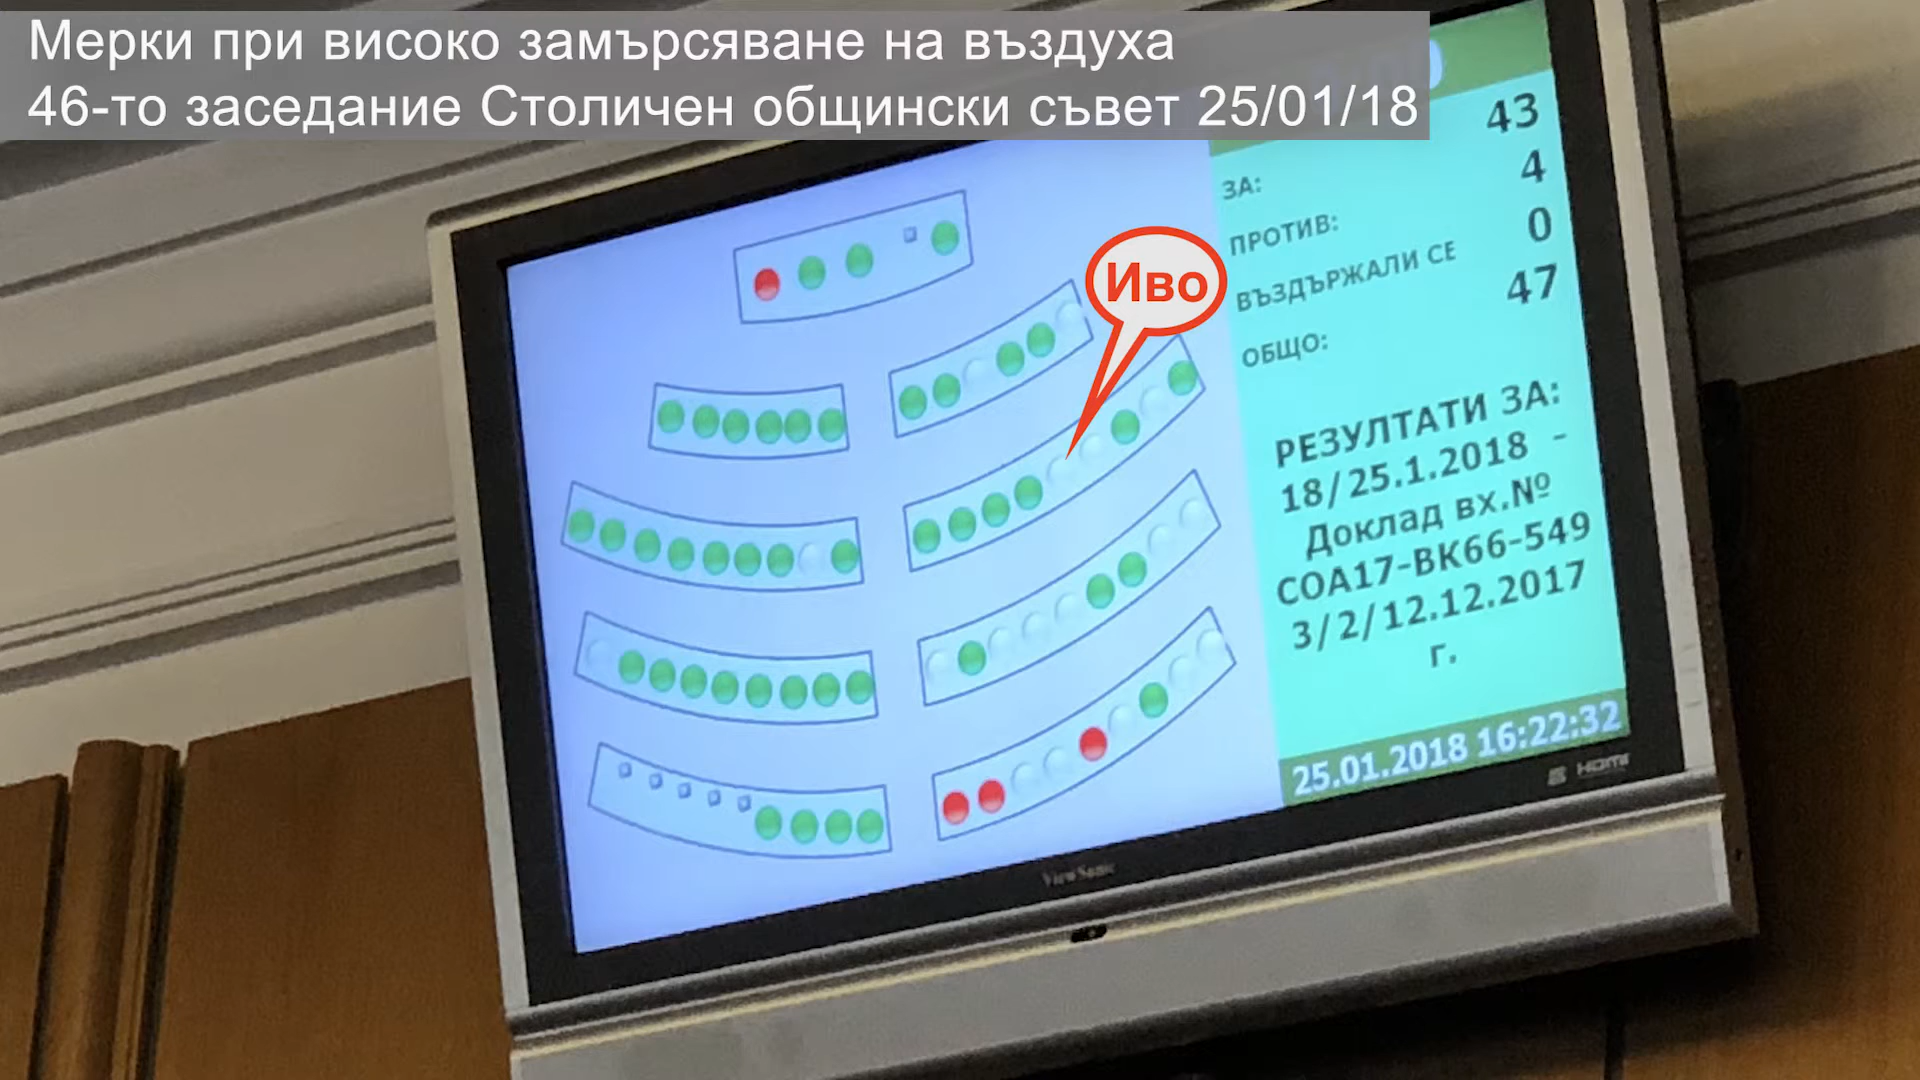 Мерки при високо замърсяване на въздуха
46-то заседание Столичен общински съвет 25/01/18
Иво
ЗА: 43
ПРОТИВ: 4
ВЪЗДЪРЖАЛИ СЕ 0
ОБЩО: 47
РЕЗУЛТАТИ ЗА:
18/25.1.2018 -
Доклад вх.№
СОА17-ВК66-549
3/2/12.12.2017
г.
25.01.2018 16:22:32
HDMI
ViewSonic